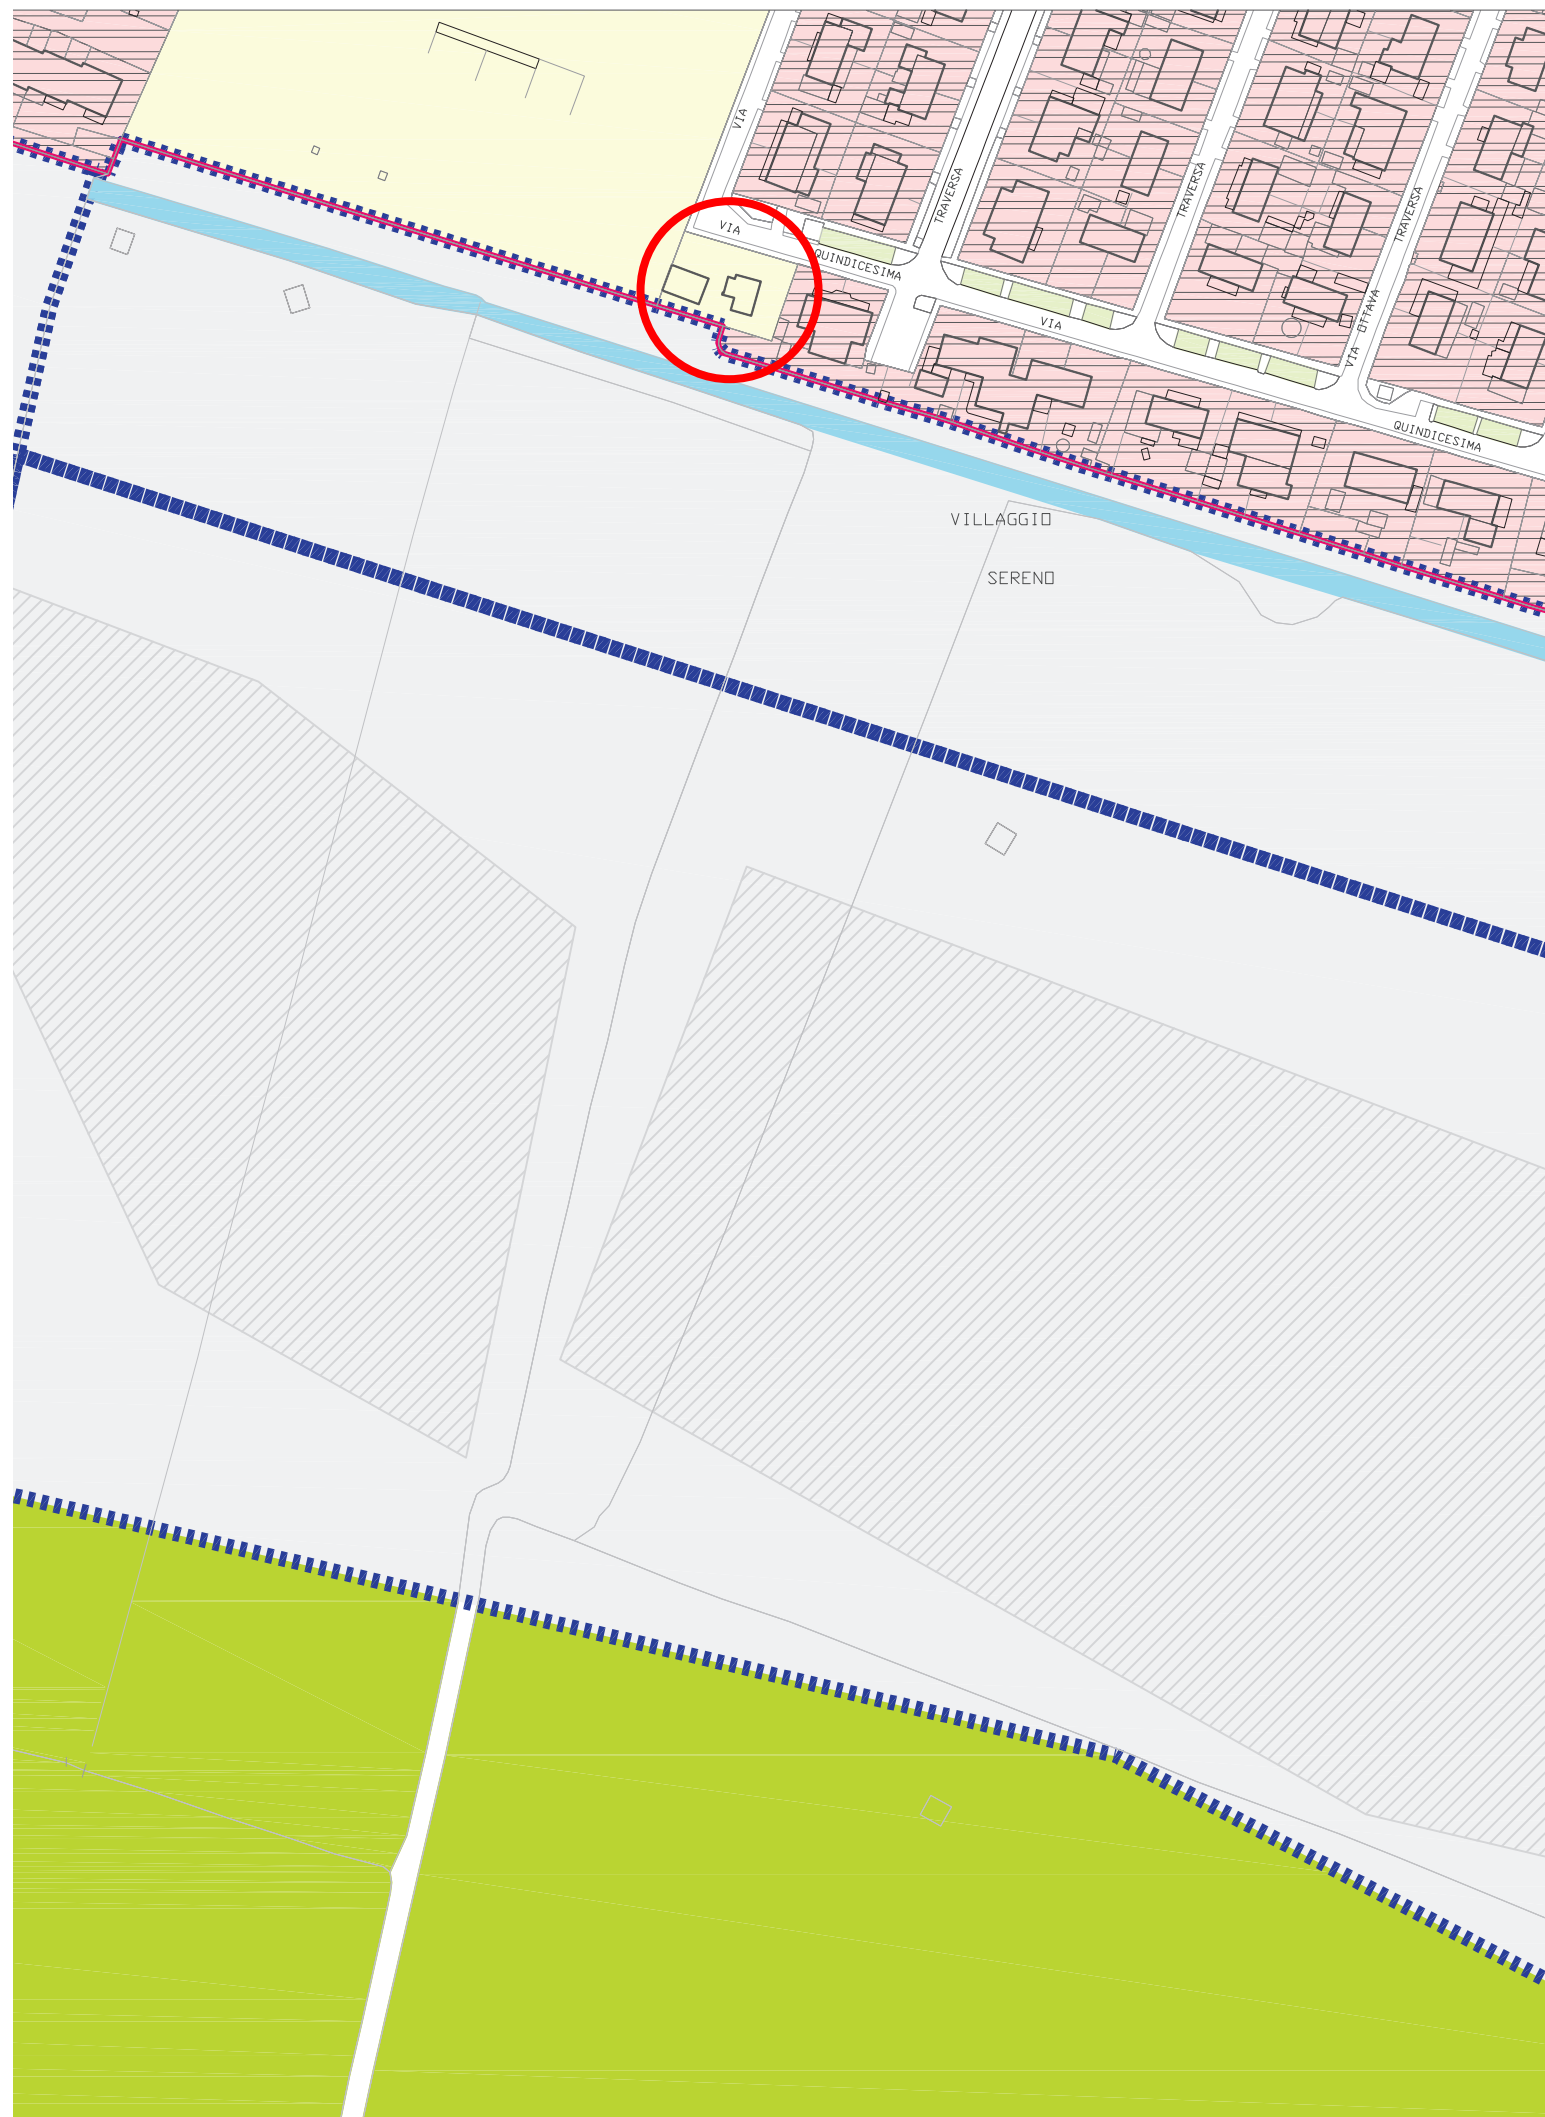 VIA
TRAVERSA
TRAVERSA
TRAVERSA
VIA
QUINDICESIMA
VIA
VIA OTTAVA
QUINDICESIMA
VILLAGGIO
SERENO